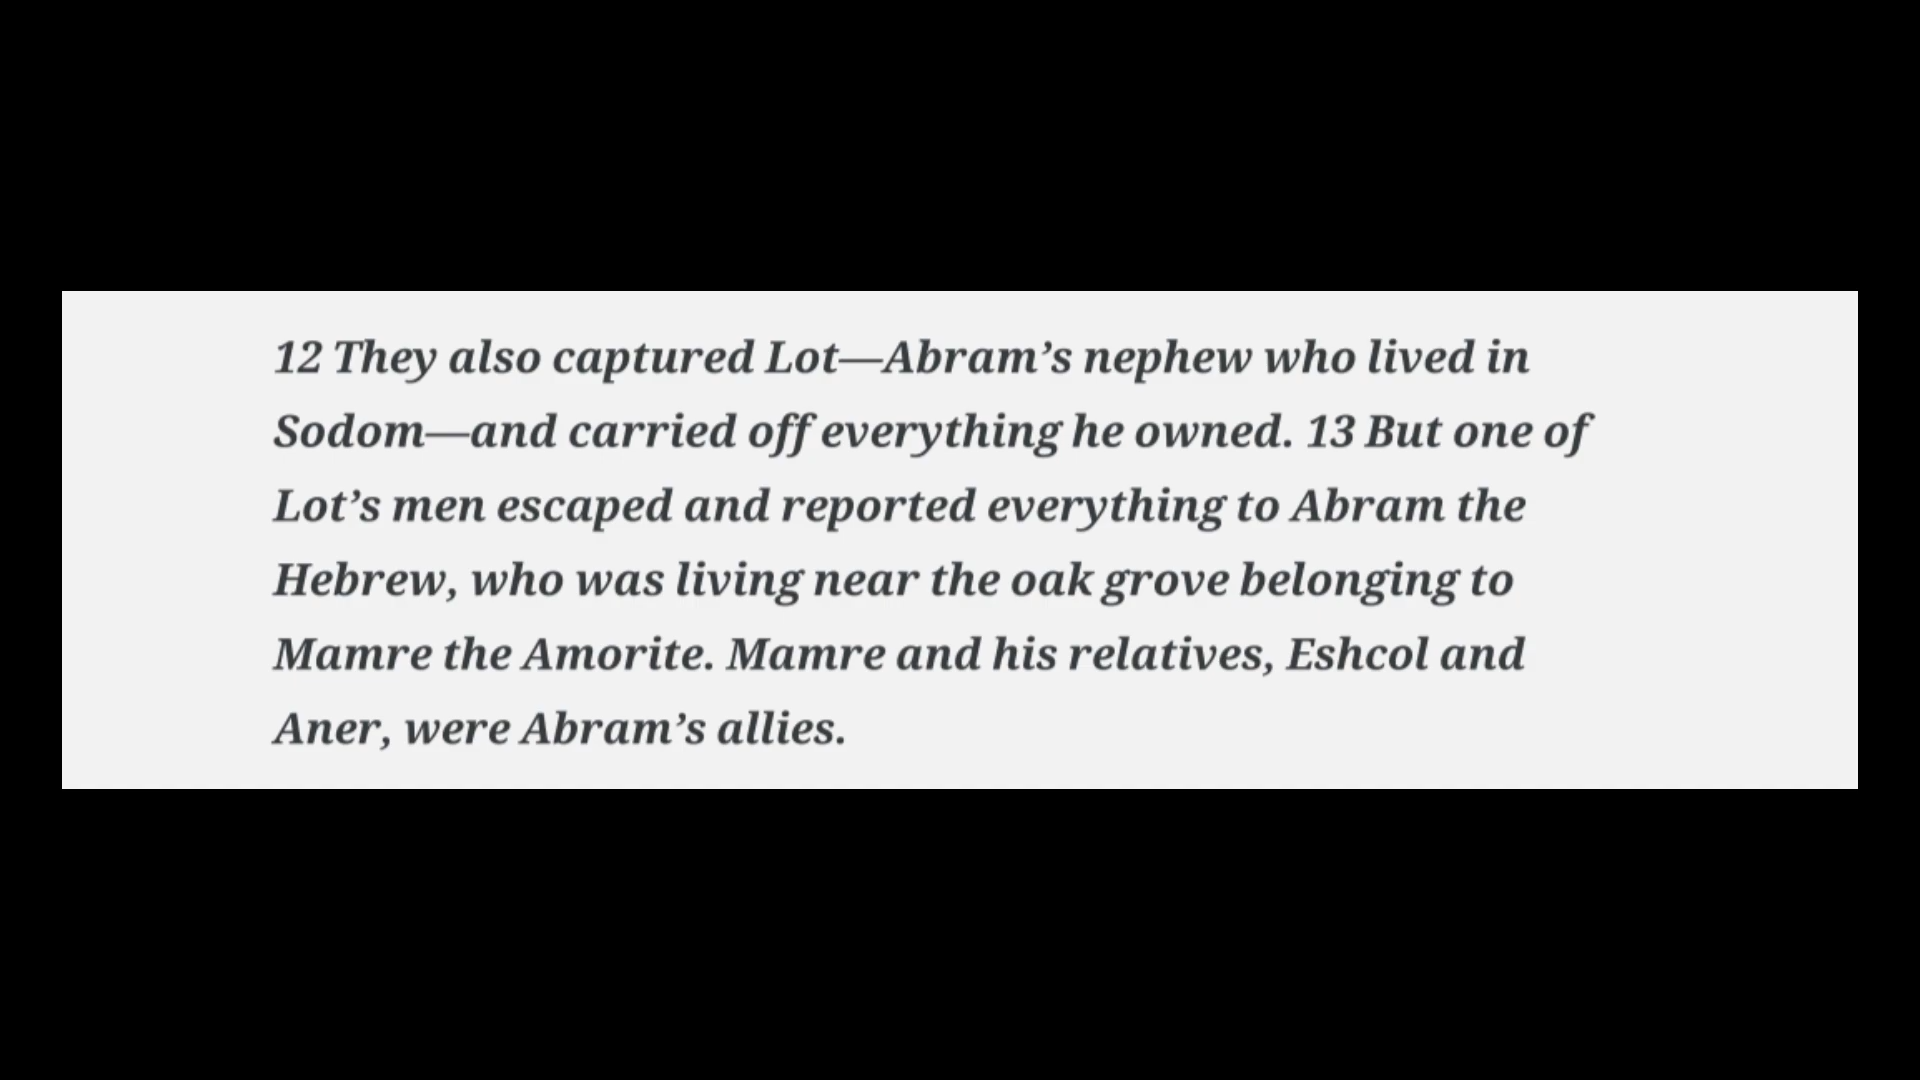 12 They also captured Lot—Abram’s nephew who lived in
Sodom—and carried off everything he owned. 13 But one of
Lot’s men escaped and reported everything to Abram the
Hebrew, who was living near the oak grove belonging to
Mamre the Amorite. Mamre and his relatives, Eshcol and
Aner, were Abram’s allies.